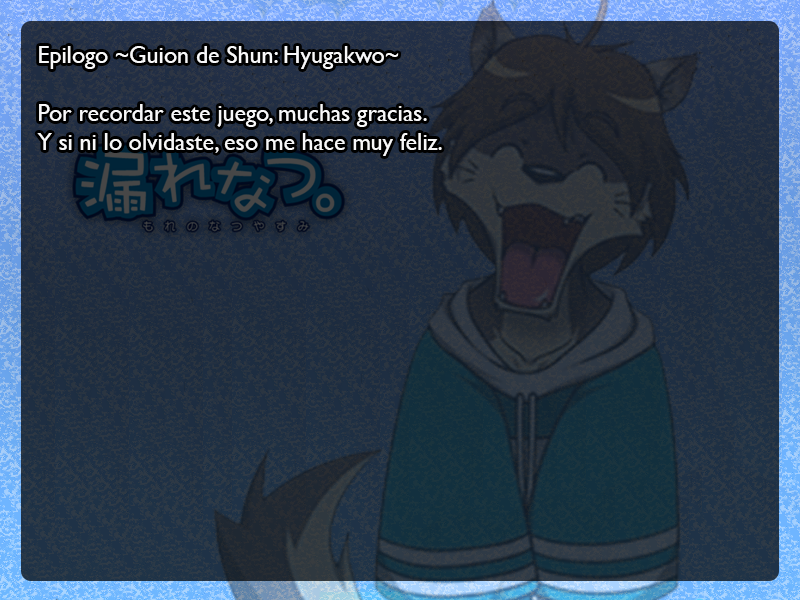 Epilogo ~Guion de Shun: Hyugakwo~
Por recordar este juego, muchas gracias.
Y si ni lo olvidaste, eso me hace muy feliz.
漏れなつ。
もれのなつやすみ